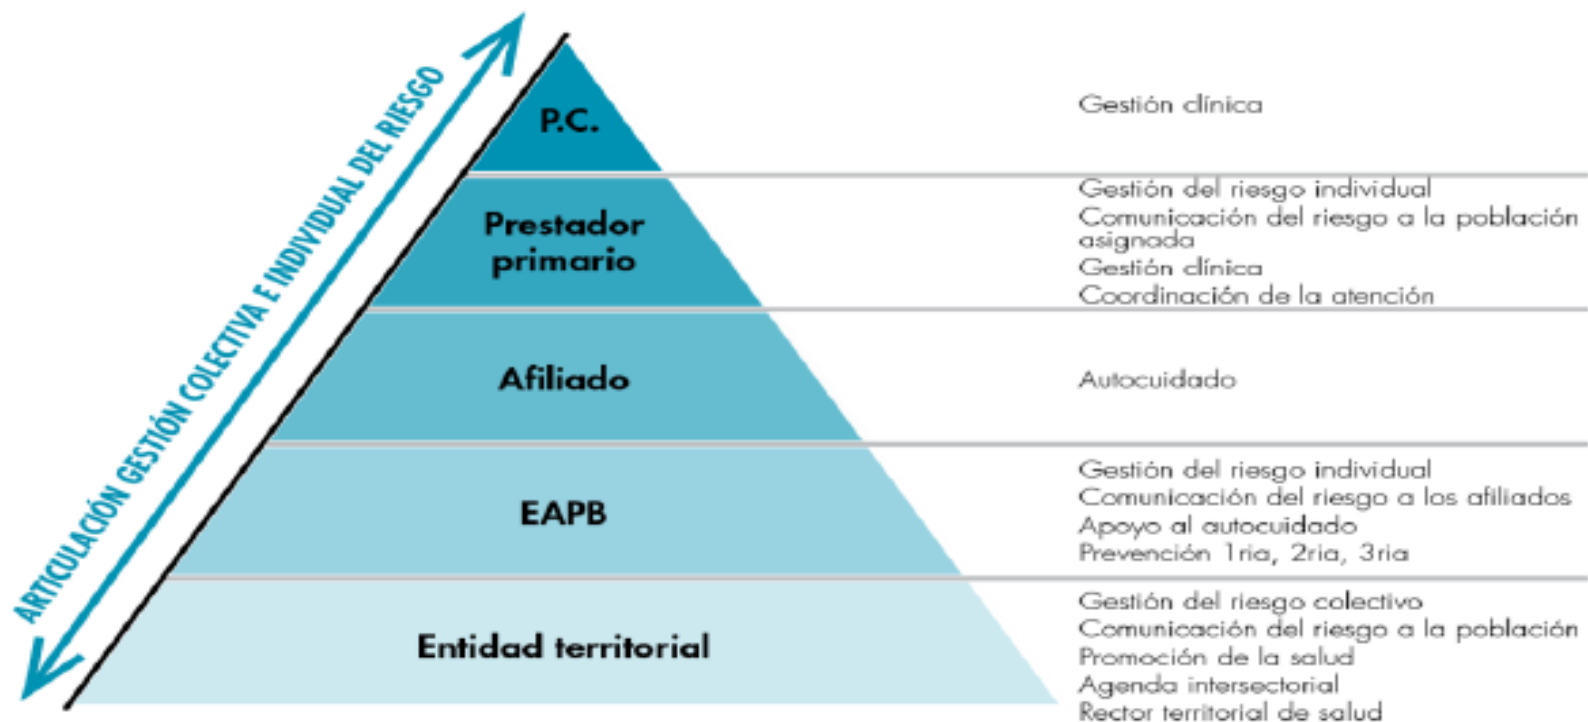 ARTICULACIÓN GESTIÓN COLECTIVA E INDIVIDUAL DEL RIESGO
P.C.
Gestión clínica
Prestador
primario
Gestión del riesgo individual
Comunicación del riesgo a la población
asignada
Gestión clínica
Coordinación de la atención
Afiliado
Autocuidado
EAPB
Gestión del riesgo individual
Comunicación del riesgo a los afiliados
Apoyo al autocuidado
Prevención 1ria, 2ria, 3ria
Entidad territorial
Gestión del riesgo colectivo
Comunicación del riesgo a la población
Promoción de la salud
Agenda intersectorial
Rector territorial de salud